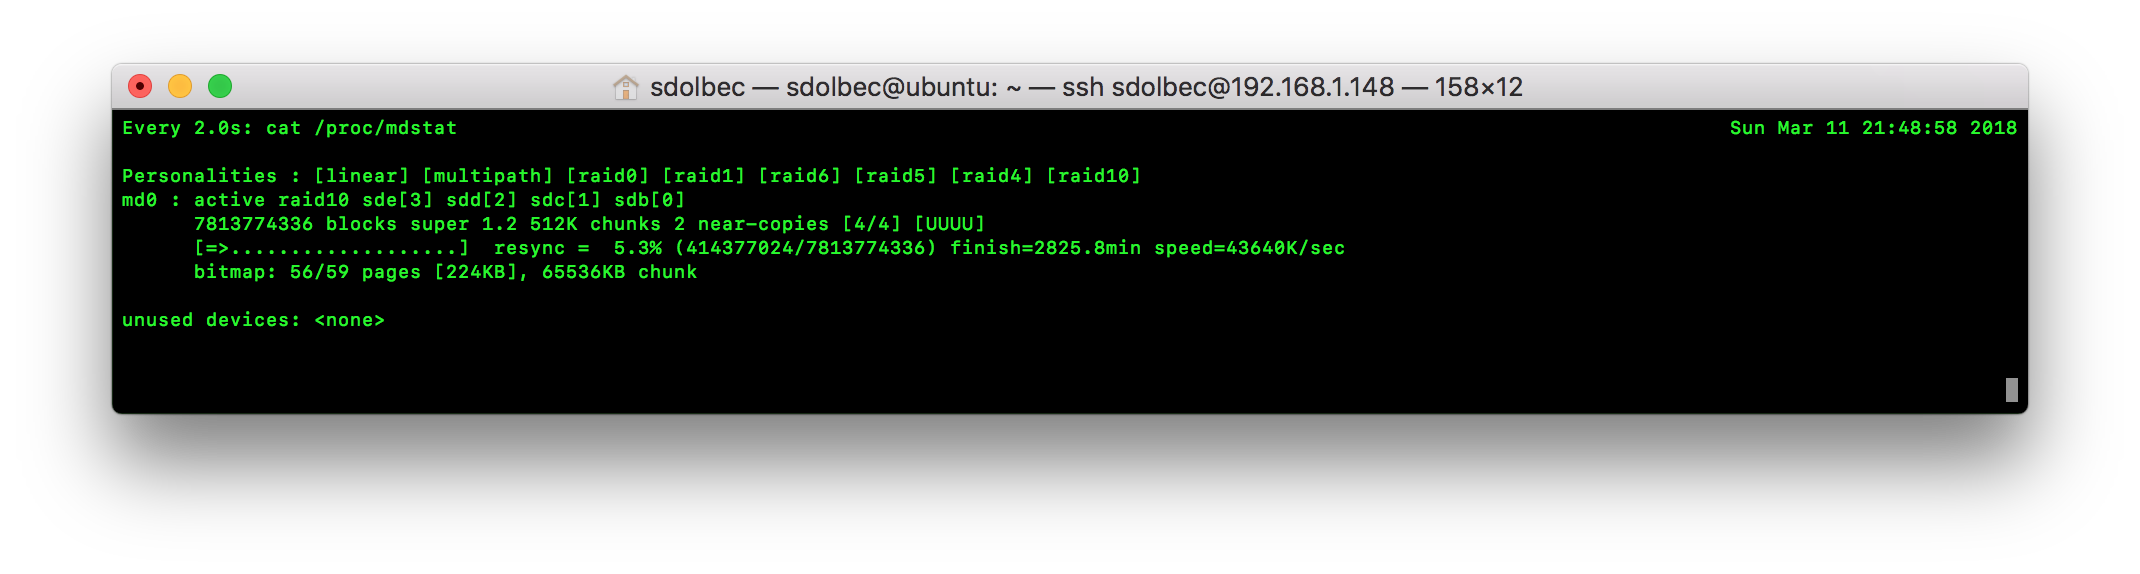 sdolbec — sdolbec@ubuntu: ~ — ssh sdolbec@192.168.1.148 — 158×12
Every 2.0s: cat /proc/mdstat Sun Mar 11 21:48:58 2018
Personalities : [linear] [multipath] [raid0] [raid1] [raid6] [raid5] [raid4] [raid10]
md0 : active raid10 sde[3] sdd[2] sdc[1] sdb[0]
7813774336 blocks super 1.2 512K chunks 2 near-copies [4/4] [UUUU]
[=>...................]  resync =  5.3% (414377024/7813774336) finish=2825.8min speed=43640K/sec
bitmap: 56/59 pages [224KB], 65536KB chunk
unused devices: <none>